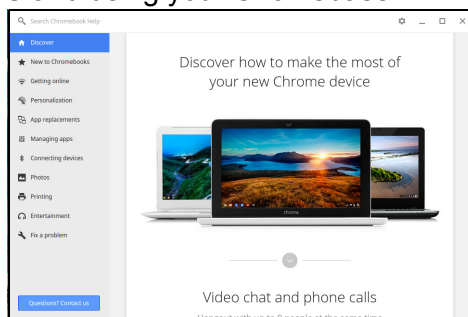 Search Chromebook Help
Discover
New to Chromebooks
Getting online
Personalization
App replacements
Managing apps
Connecting devices
Photos
Printing
Entertainment
Fix a problem
Questions? Contact us
Discover how to make the most of
your new Chrome device
chrome
Video chat and phone calls